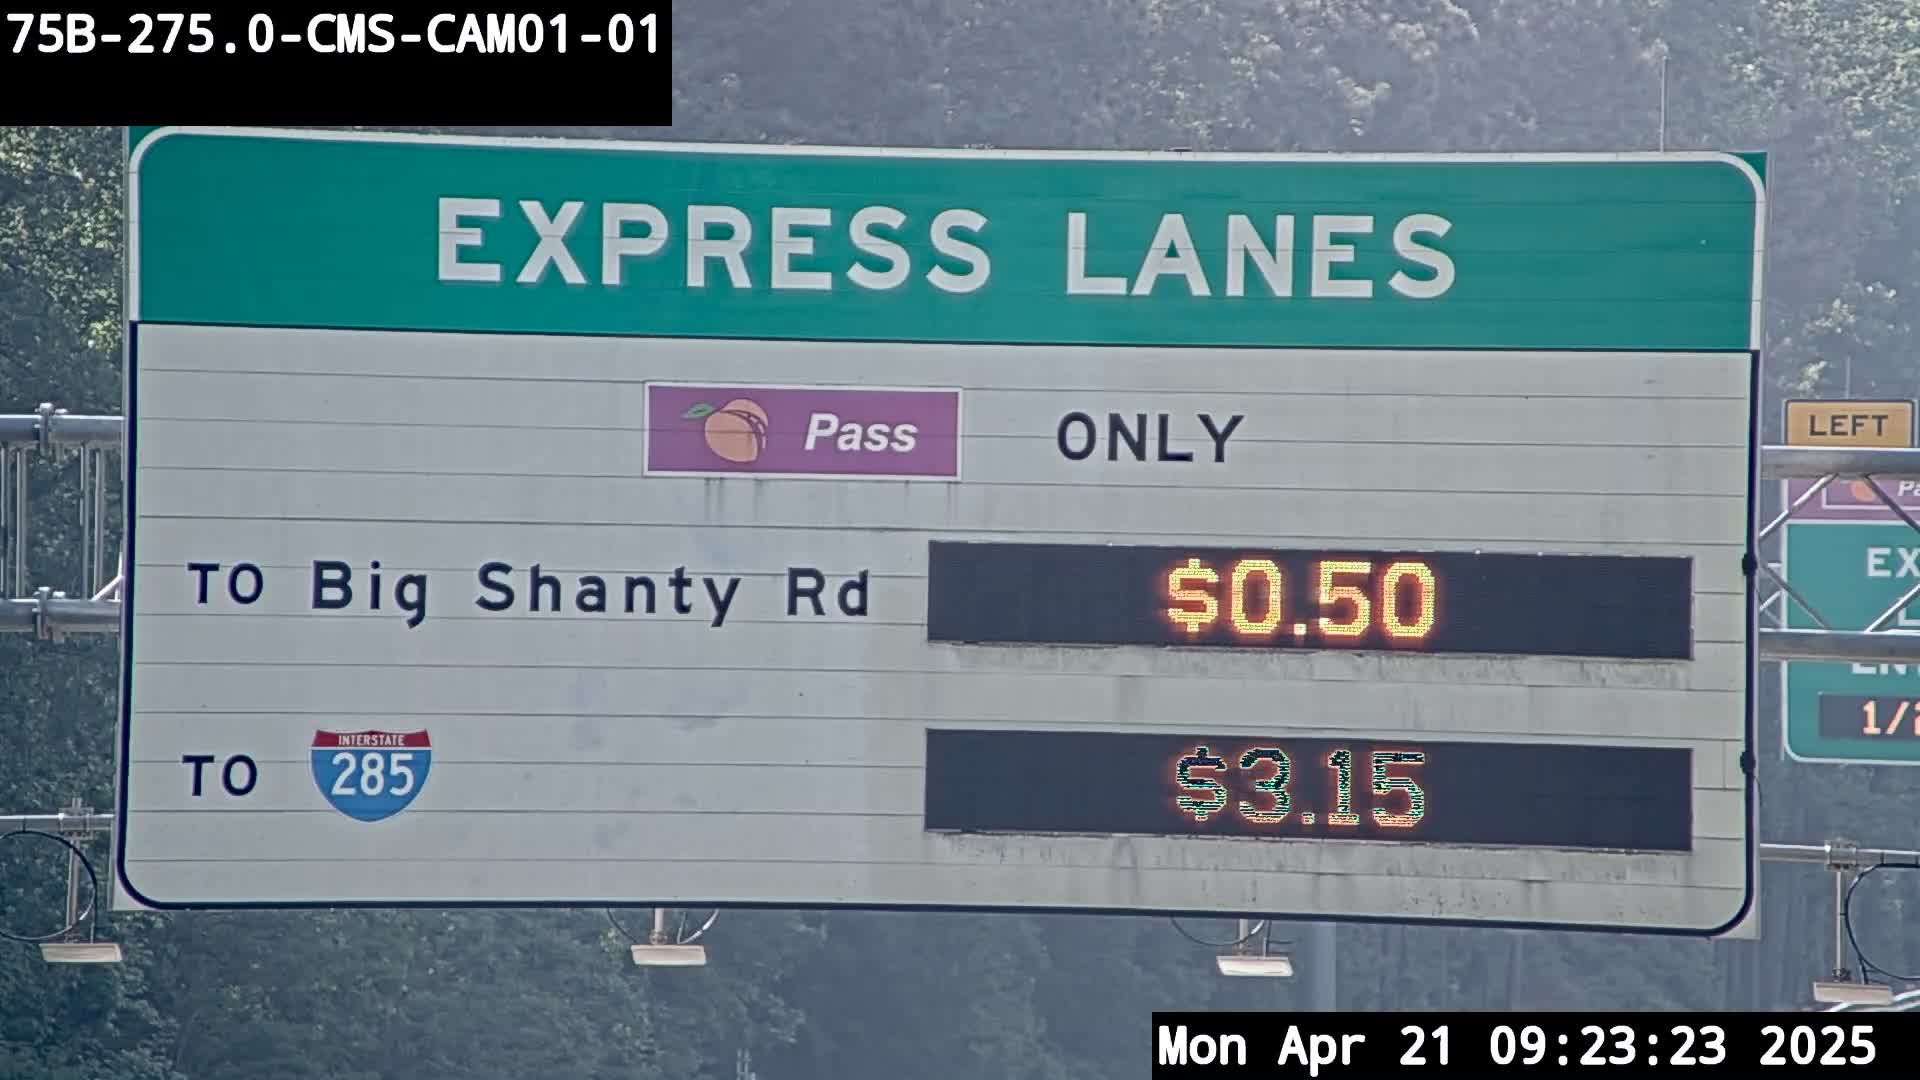 75B-275.0-CMS-CAM01-01
EXPRESS LANES
Pass ONLY
LEFT
TO Big Shanty Rd $0.50
TO INTERSTATE 285 $3.15
Mon Apr 21 09:23:23 2025